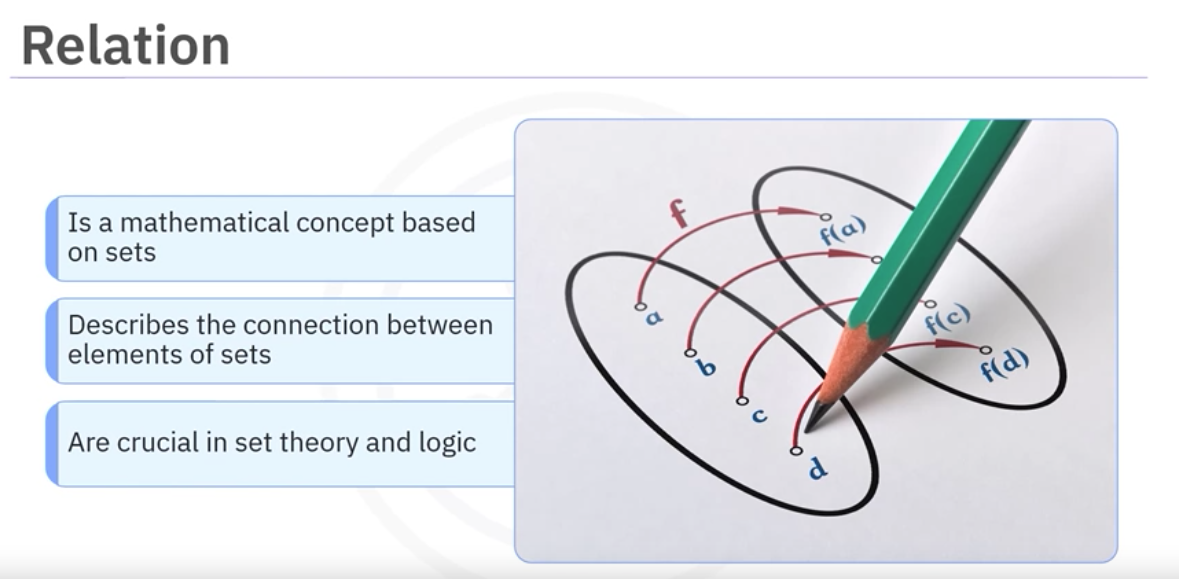 Relation
Is a mathematical concept based
on sets
Describes the connection between
elements of sets
Are crucial in set theory and logic
f
f(a)
a
b
f(c)
c
f(d)
d